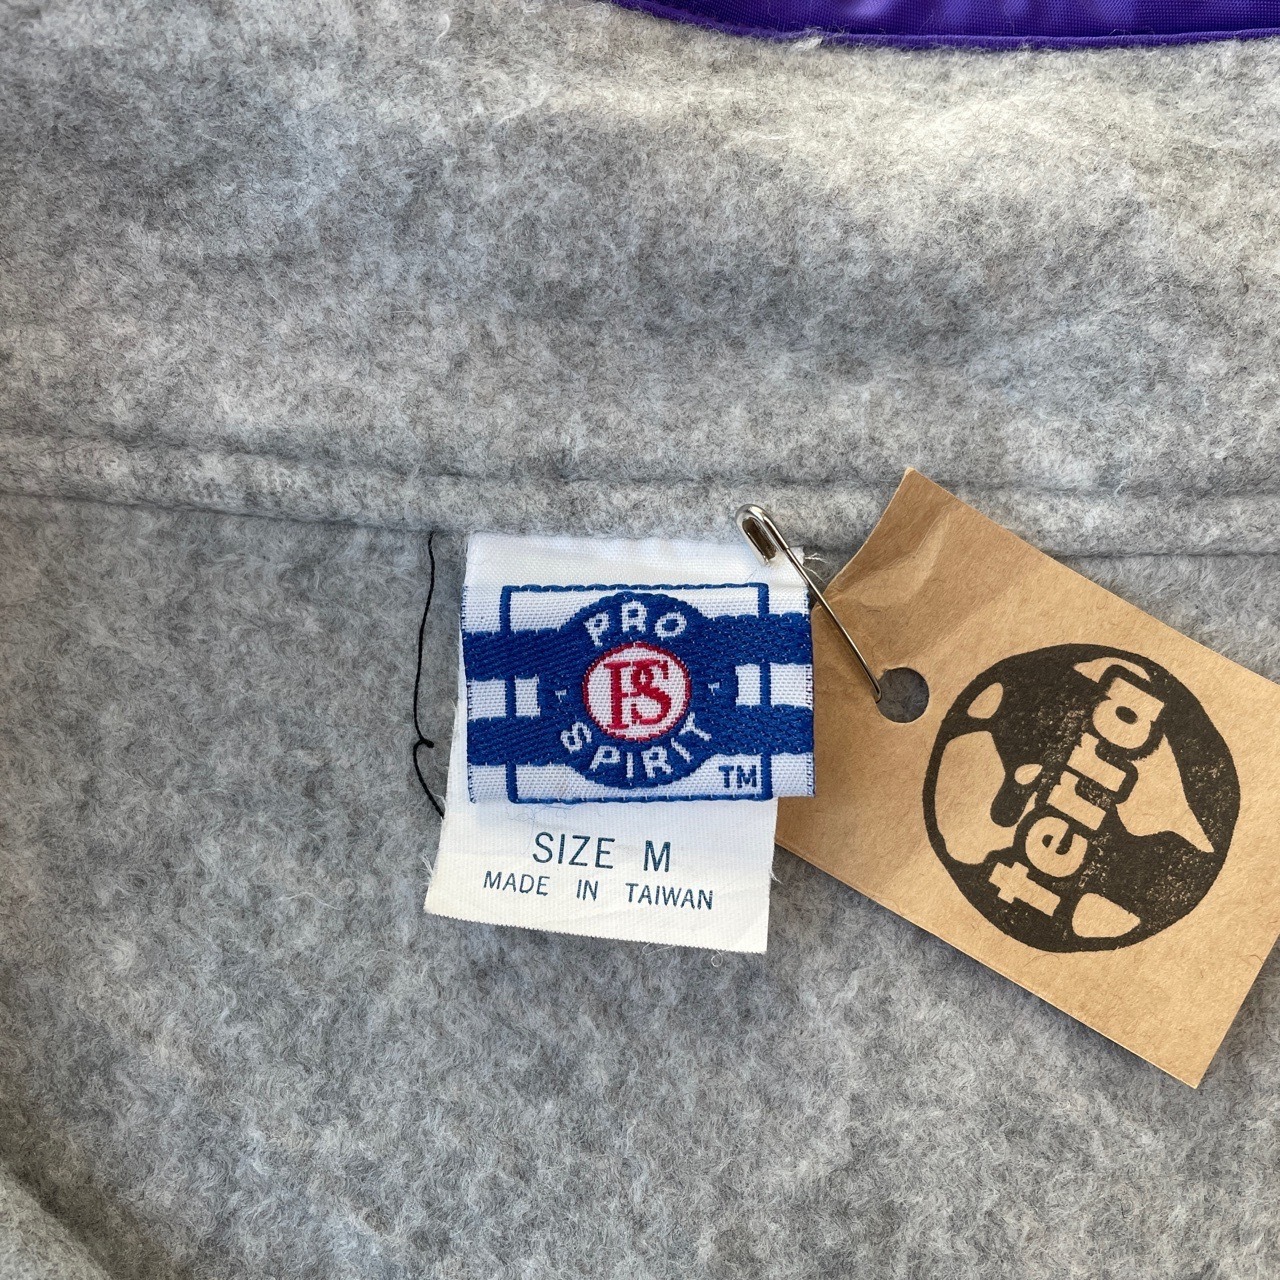 PRO
PS
SPIRIT
TM
SIZE M
MADE IN TAIWAN
terra